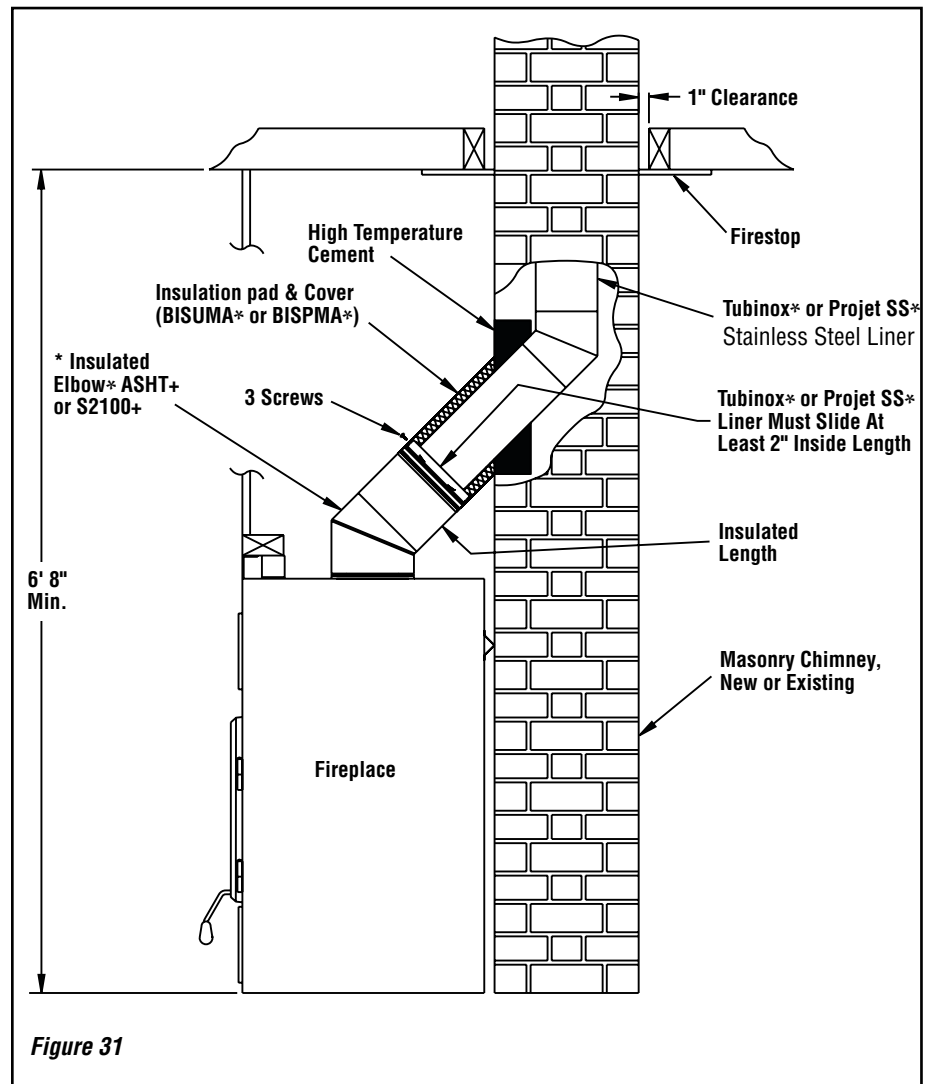 1" Clearance
High Temperature
Cement
Firestop
Insulation pad & Cover
(BISUMA* or BISPMA*)
Tubinox* or Projet SS*
Stainless Steel Liner
* Insulated
Elbow* ASHT+
or S2100+
3 Screws
Tubinox* or Projet SS*
Liner Must Slide At
Least 2" Inside Length
Insulated
Length
6' 8"
Min.
Masonry Chimney,
New or Existing
Fireplace
Figure 31